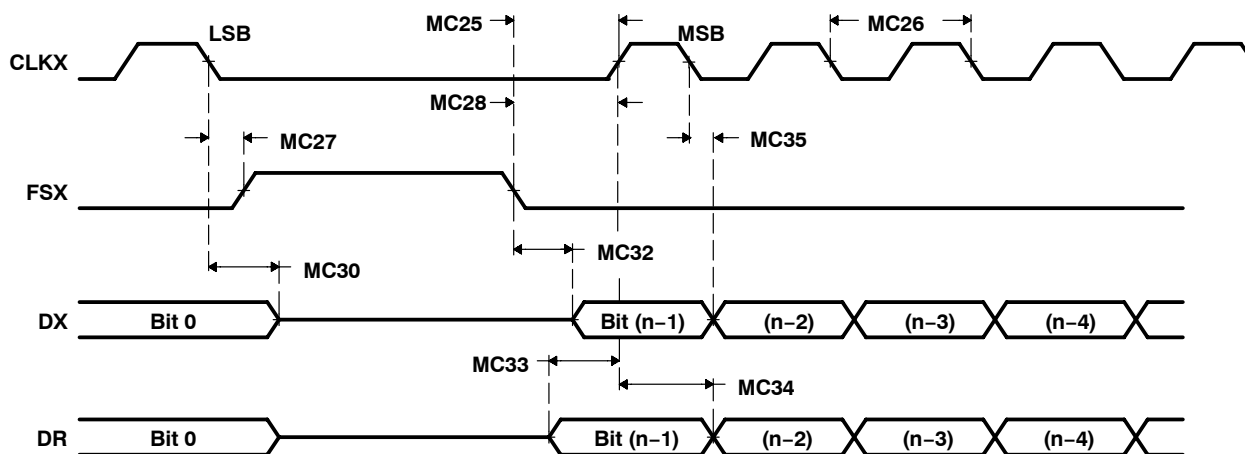 MC25
LSB
MSB
MC26
CLKX
MC28
MC27
MC35
FSX
MC30
MC32
DX
Bit 0
Bit (n−1)
(n−2)
(n−3)
(n−4)
MC33
MC34
DR
Bit 0
Bit (n−1)
(n−2)
(n−3)
(n−4)